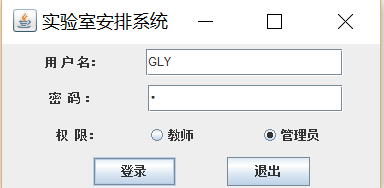 实验室安排系统
用户名： GLY
密 码 ： •
权 限： 教师 管理员
登录 退出